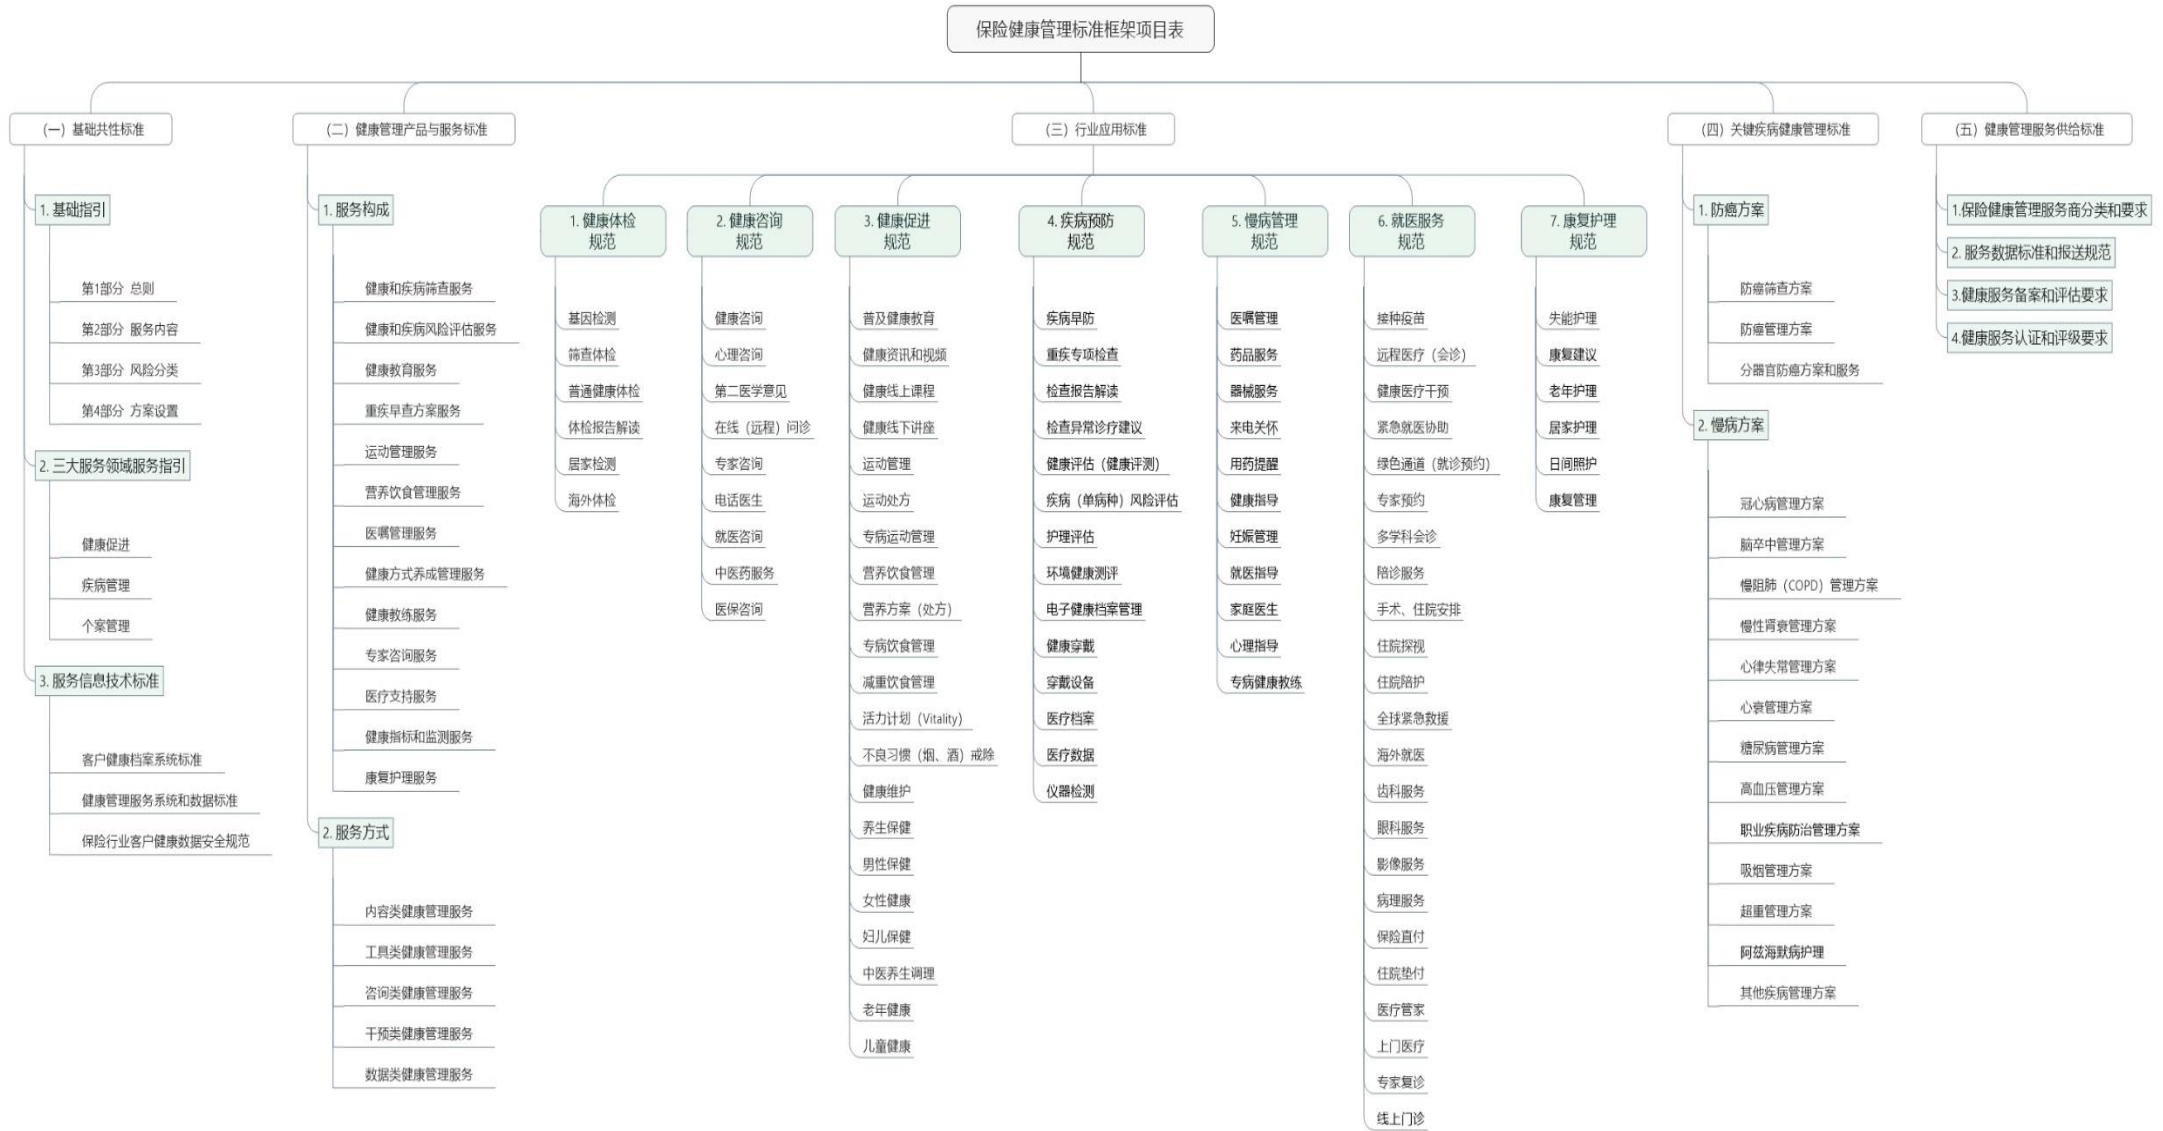 保险健康管理标准框架项目表
（一）基础共性标准
1. 基础指引
第1部分 总则
第2部分 服务内容
第3部分 风险分类
第4部分 方案设置
2. 三大服务领域服务指引
健康促进
疾病管理
个案管理
3. 服务信息技术标准
客户健康档案系统标准
健康管理服务系统和数据标准
保险行业客户健康数据安全规范
（二）健康管理产品与服务标准
1. 服务构成
健康和疾病筛查服务
健康和疾病风险评估服务
健康教育服务
重疾早查方案服务
运动管理服务
营养饮食管理服务
医嘱管理服务
健康方式养成管理服务
健康教练服务
专家咨询服务
医疗支持服务
健康指标和监测服务
康复护理服务
2. 服务方式
内容类健康管理服务
工具类健康管理服务
咨询类健康管理服务
干预类健康管理服务
数据类健康管理服务
（三）行业应用标准
1. 健康体检
规范
基因检测
筛查体检
普通健康体检
体检报告解读
居家检测
海外体检
2. 健康咨询
规范
健康咨询
心理咨询
第二医学意见
在线（远程）问诊
专家咨询
电话医生
就医咨询
中医药服务
医保咨询
3. 健康促进
规范
普及健康教育
健康资讯和视频
健康线上课程
健康线下讲座
运动管理
运动处方
专病运动管理
营养饮食管理
营养方案（处方）
专病饮食管理
减重饮食管理
活力计划（Vitality）
不良习惯（烟、酒）戒除
健康维护
养生保健
男性保健
女性健康
妇儿保健
中医养生调理
老年健康
儿童健康
4. 疾病预防
规范
疾病早防
重疾专项检查
检查报告解读
检查异常诊疗建议
健康评估（健康评测）
疾病（单病种）风险评估
护理评估
环境健康测评
电子健康档案管理
健康穿戴
穿戴设备
医疗档案
医疗数据
仪器检测
5. 慢病管理
规范
医嘱管理
药品服务
器械服务
来电关怀
用药提醒
健康指导
妊娠管理
就医指导
家庭医生
心理指导
专病健康教练
6. 就医服务
规范
接种疫苗
远程医疗（会诊）
健康医疗干预
紧急就医协助
绿色通道（就诊预约）
专家预约
多学科会诊
陪诊服务
手术、住院安排
住院探视
住院陪护
全球紧急救援
海外就医
齿科服务
眼科服务
影像服务
病理服务
保险直付
住院垫付
医疗管家
上门医疗
专家复诊
线上门诊
7. 康复护理
规范
失能护理
康复建议
老年护理
居家护理
日间照护
康复管理
（四）关键疾病健康管理标准
1. 防癌方案
防癌筛查方案
防癌管理方案
分器官防癌方案和服务
2. 慢病方案
冠心病管理方案
脑卒中管理方案
慢阻肺（COPD）管理方案
慢性肾衰管理方案
心律失常管理方案
心衰管理方案
糖尿病管理方案
高血压管理方案
职业疾病防治管理方案
吸烟管理方案
超重管理方案
阿兹海默病护理
其他疾病管理方案
（五）健康管理服务供给标准
1.保险健康管理服务商分类和要求
2. 服务数据标准和报送规范
3.健康服务备案和评估要求
4.健康服务认证和评级要求